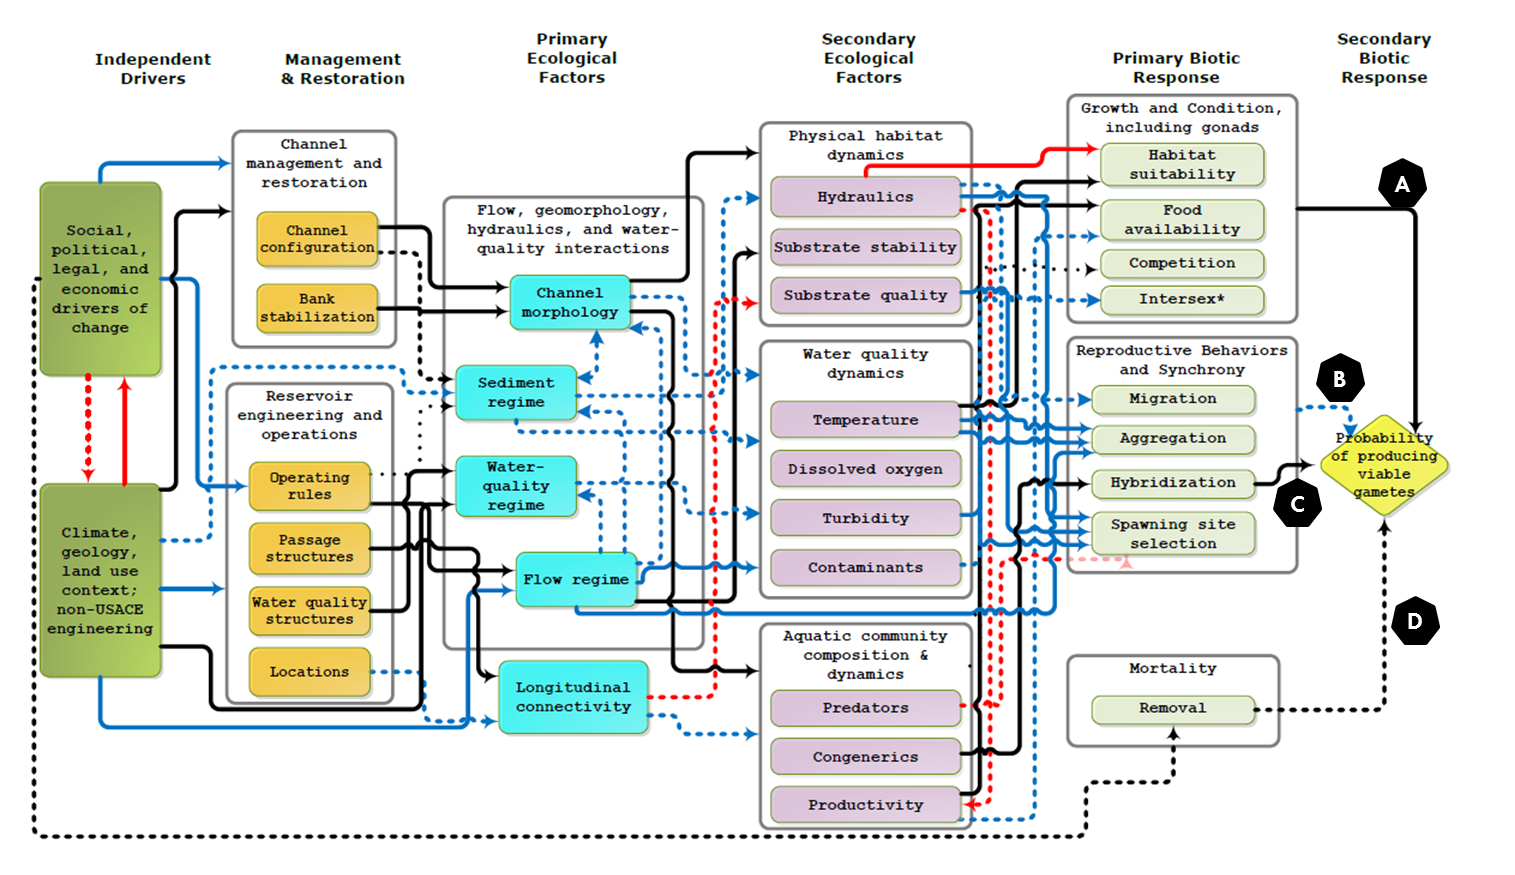 Independent
Drivers
Management
& Restoration
Primary
Ecological
Factors
Secondary
Ecological
Factors
Primary Biotic
Response
Secondary
Biotic
Response
Social,
political,
legal, and
economic
drivers of
change
Climate,
geology,
land use
context;
non-USACE
engineering
Channel
management and
restoration
Channel
configuration
Bank
stabilization
Reservoir
engineering and
operations
Operating
rules
Passage
structures
Water quality
structures
Locations
Flow, geomorphology,
hydraulics, and water-
quality interactions
Channel
morphology
Sediment
regime
Water-
quality
regime
Flow regime
Longitudinal
connectivity
Physical habitat
dynamics
Hydraulics
Substrate stability
Substrate quality
Water quality
dynamics
Temperature
Dissolved oxygen
Turbidity
Contaminants
Aquatic community
composition &
dynamics
Predators
Congenerics
Productivity
Growth and Condition,
including gonads
Habitat
suitability
Food
availability
Competition
Intersex*
Reproductive Behaviors
and Synchrony
Migration
Aggregation
Hybridization
Spawning site
selection
Mortality
Removal
A
B
C
D
Probability
of producing
viable
gametes